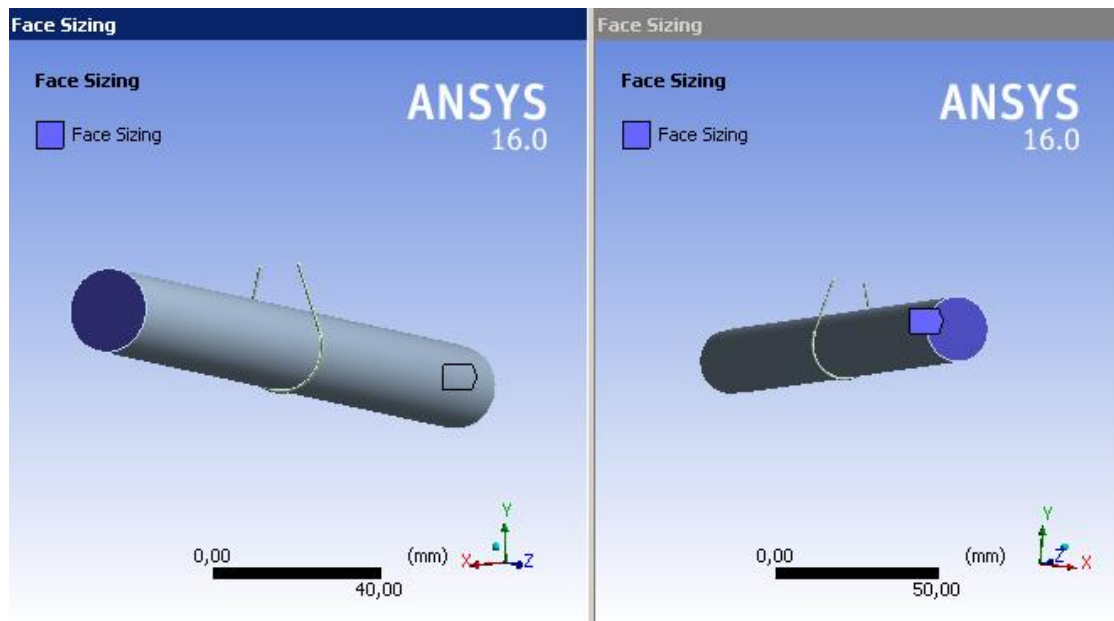 Face Sizing
Face Sizing
Face Sizing
ANSYS
16.0
Y
X
Z
0,00
(mm)
40,00
Face Sizing
Face Sizing
Face Sizing
ANSYS
16.0
Y
Z
X
0,00
(mm)
50,00